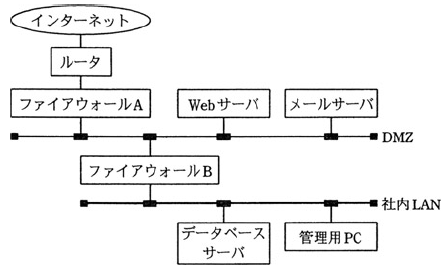 インターネット
ルータ
ファイアウォールA
Webサーバ
メールサーバ
DMZ
ファイアウォールB
社内LAN
データベース
サーバ
管理用PC